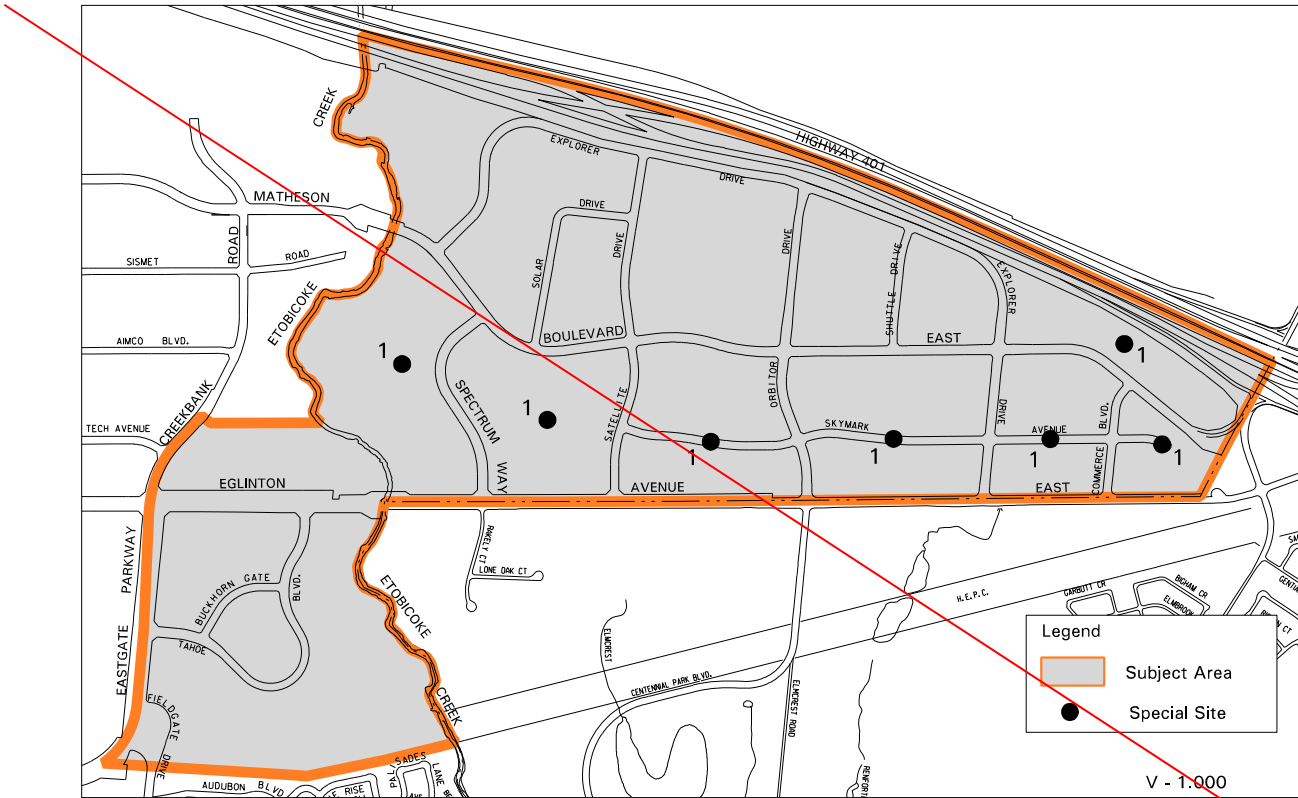 CREEK
HIGHWAY 401
EXPLORER
DRIVE
MATHESON
DRIVE
ROAD
DRIVE
DRIVE
SHUTTLE DRIVE
SISMET
ROAD
SOLAR
EXPLORER
ETOBICOKE
BOULEVARD
EAST
AIMCO BLVD.
1
1
ORBITOR
CREEKBANK
SPECTRUM
WAY
1
SATELLITE
DRIVE
BLVD.
TECH AVENUE
SKYMARK
AVENUE
1
1
1
1
COMMERCE
EGLINTON
AVENUE
EAST
RAKELY CT
LONE OAK CT
EASTGATE PARKWAY
BUCKHORN GATE
BLVD.
TAHOE
ETOBICOKE
CREEK
H.E.P.C.
GARBUTT CR
BIGHAM CR
ELMBROOK
ELMCREST
CENTENNIAL PARK BLVD.
ELMCREST ROAD
FIELDGATE
DRIVE
AUDUBON BLVD
RISE
Legend
Subject Area
Special Site
V - 1.000